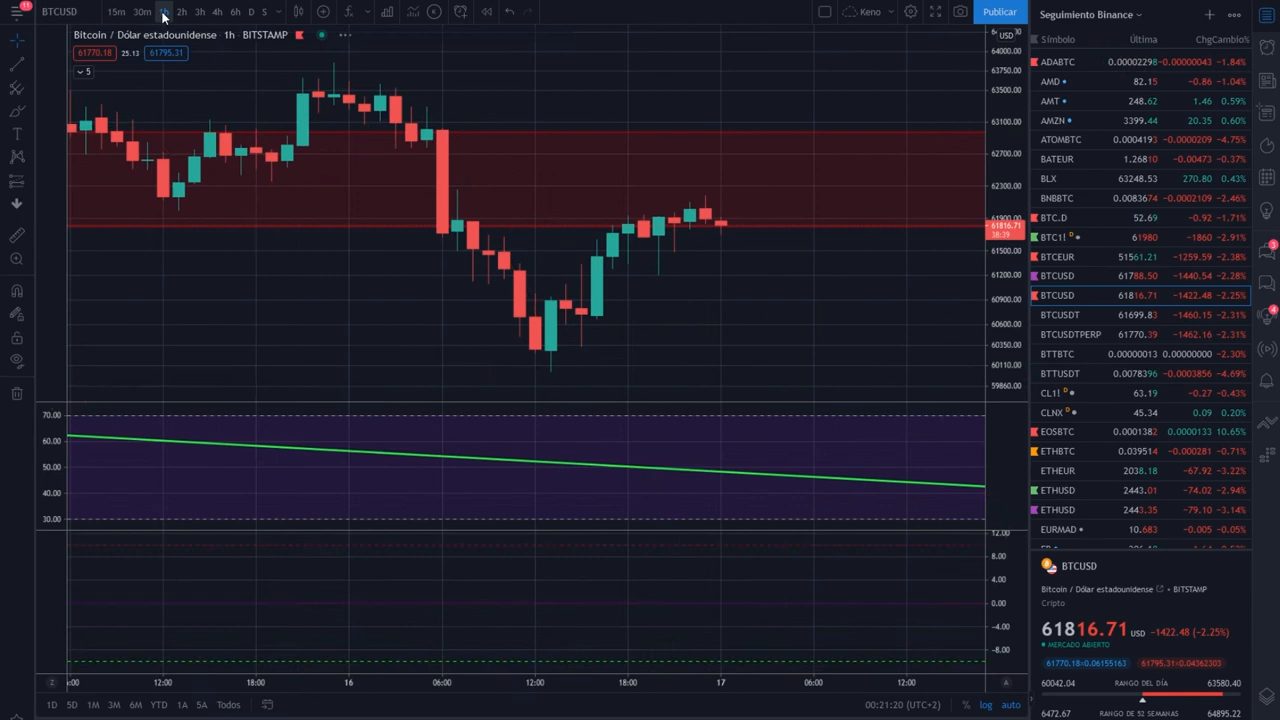 11
BTCUSD 15m 30m 1h 2h 3h 4h 6h D S Keno Publicar
Bitcoin / Dólar estadounidense · 1h · BITSTAMP
61770.18 25.13 61795.31
5
USD
64000.00
63750.00
63500.00
63100.00
62700.00
62300.00
61900.00
61816.71
38:39
61500.00
61200.00
60900.00
60600.00
60350.00
60110.00
59860.00
70.00
60.00
50.00
40.00
30.00
12.00
8.00
4.00
0.00
-4.00
-8.00
12:00 18:00 16 06:00 12:00 18:00 17 06:00 12:00
Z A
1D 5D 1M 3M 6M YTD 1A 5A Todos 00:21:20 (UTC+2) % log auto
Seguimiento Binance
Símbolo Última Chg Cambio%
ADABTC 0.00002298 -0.00000043 -1.84%
AMD 82.15 -0.86 -1.04%
AMT 248.62 1.46 0.59%
AMZN 3399.44 20.35 0.60%
ATOMBTC 0.0004193 -0.0000209 -4.75%
BATEUR 1.26810 -0.00473 -0.37%
BLX 63248.53 270.80 0.43%
BNBBTC 0.0083674 -0.0002109 -2.46%
BTC.D 52.69 -0.92 -1.71%
BTC1! D 61980 -1860 -2.91%
BTCEUR 51561.21 -1259.59 -2.38%
BTCUSD 61788.50 -1440.54 -2.28%
BTCUSD 61816.71 -1422.48 -2.25%
BTCUSDT 61699.83 -1460.15 -2.31%
BTCUSDTPERP 61770.39 -1462.16 -2.31%
BTTBTC 0.00000013 0.00000000 -2.30%
BTTUSDT 0.0078396 -0.0003856 -4.69%
CL1! D 63.19 -0.27 -0.43%
CLNX D 45.34 0.09 0.20%
EOSBTC 0.0001382 0.0000133 10.65%
ETHBTC 0.039514 -0.000281 -0.71%
ETHEUR 2038.18 -67.92 -3.22%
ETHUSD 2443.01 -74.02 -2.94%
ETHUSD 2443.35 -79.10 -3.14%
EURMAD 10.683 -0.005 -0.05%
BTCUSD
Bitcoin / Dólar estadounidense • BITSTAMP
Cripto
61816.71 USD -1422.48 (-2.25%)
MERCADO ABIERTO
61770.18×0.06155163 61795.31×0.04362303
60042.04 RANGO DEL DÍA 63580.40
6472.67 RANGO DE 52 SEMANAS 64895.22
3
4